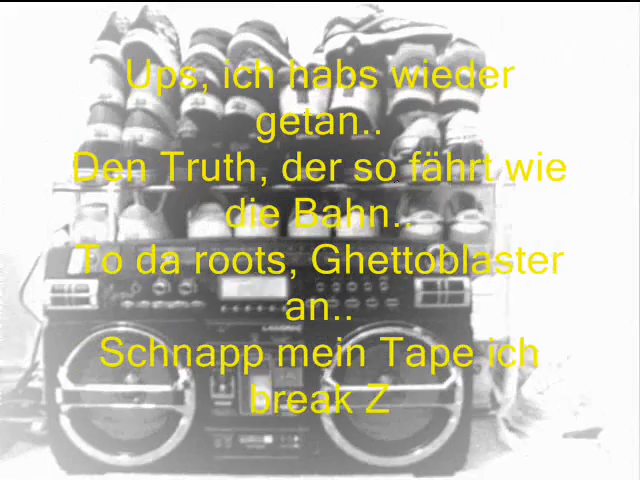 Ups, ich habs wieder
getan..
Den Truth, der so fährt wie
die Bahn..
To da roots, Ghettoblaster
an..
Schnapp mein Tape ich
break Z